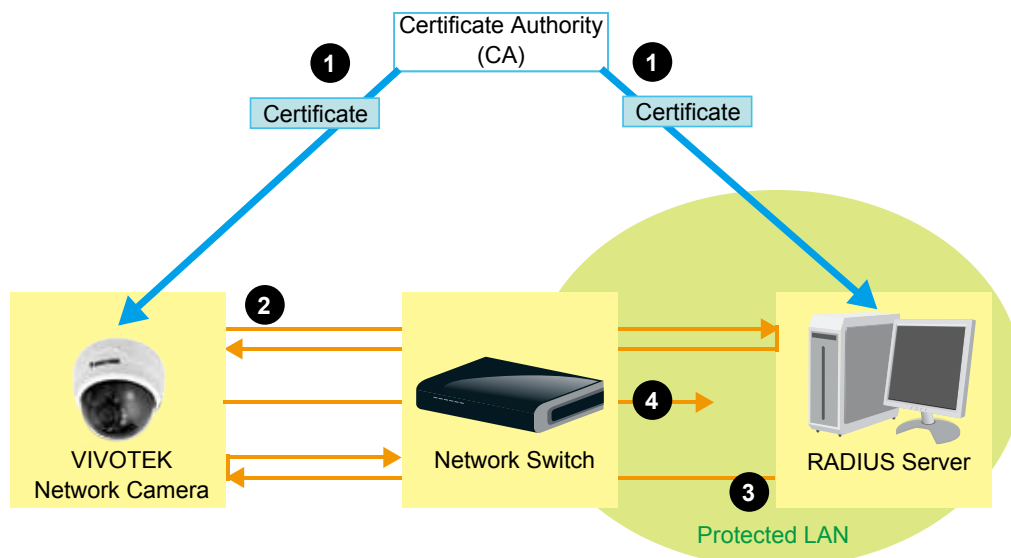 Certificate Authority
(CA)
1
1
Certificate
Certificate
2
4
VIVOTEK
Network Camera
Network Switch
RADIUS Server
3
Protected LAN